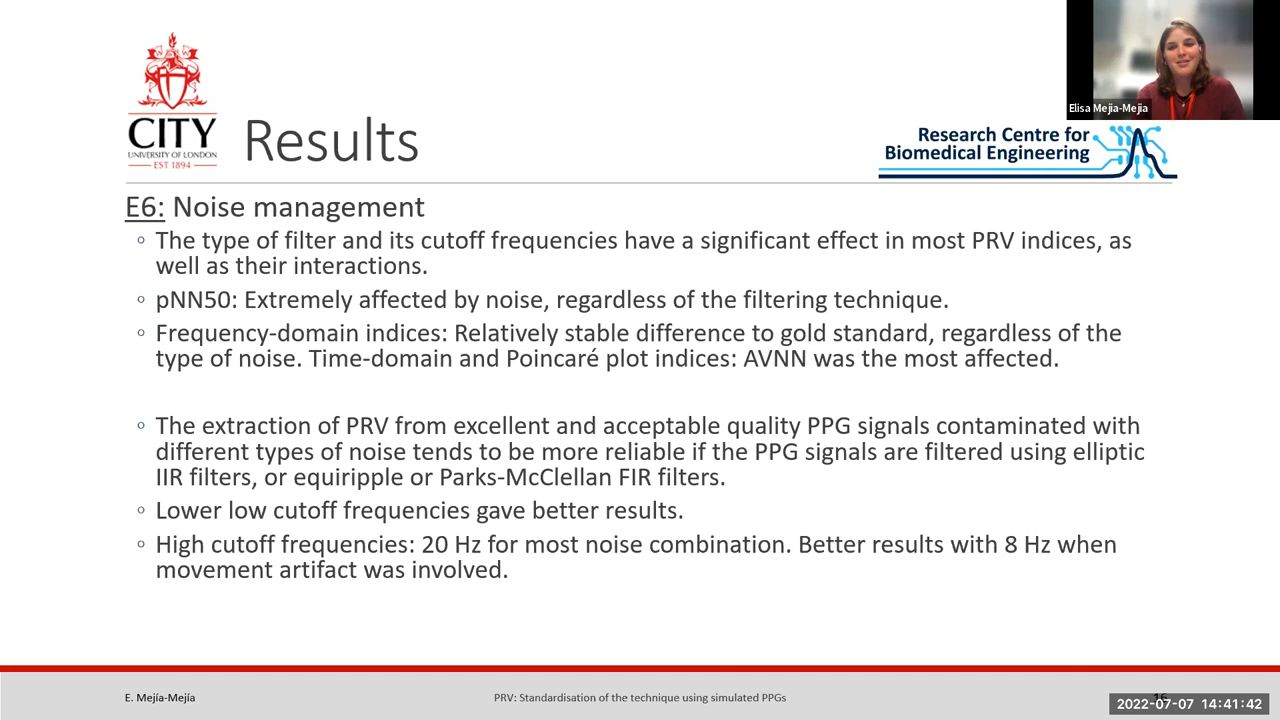 Elisa Mejia-Mejia
CITY
UNIVERSITY OF LONDON
EST 1894
Results
Research Centre for
Biomedical Engineering
E6: Noise management
◦ The type of filter and its cutoff frequencies have a significant effect in most PRV indices, as
well as their interactions.
◦ pNN50: Extremely affected by noise, regardless of the filtering technique.
◦ Frequency-domain indices: Relatively stable difference to gold standard, regardless of the
type of noise. Time-domain and Poincaré plot indices: AVNN was the most affected.
◦ The extraction of PRV from excellent and acceptable quality PPG signals contaminated with
different types of noise tends to be more reliable if the PPG signals are filtered using elliptic
IIR filters, or equiripple or Parks-McClellan FIR filters.
◦ Lower low cutoff frequencies gave better results.
◦ High cutoff frequencies: 20 Hz for most noise combination. Better results with 8 Hz when
movement artifact was involved.
E. Mejía-Mejía
PRV: Standardisation of the technique using simulated PPGs
2022-07-07 14:41:42